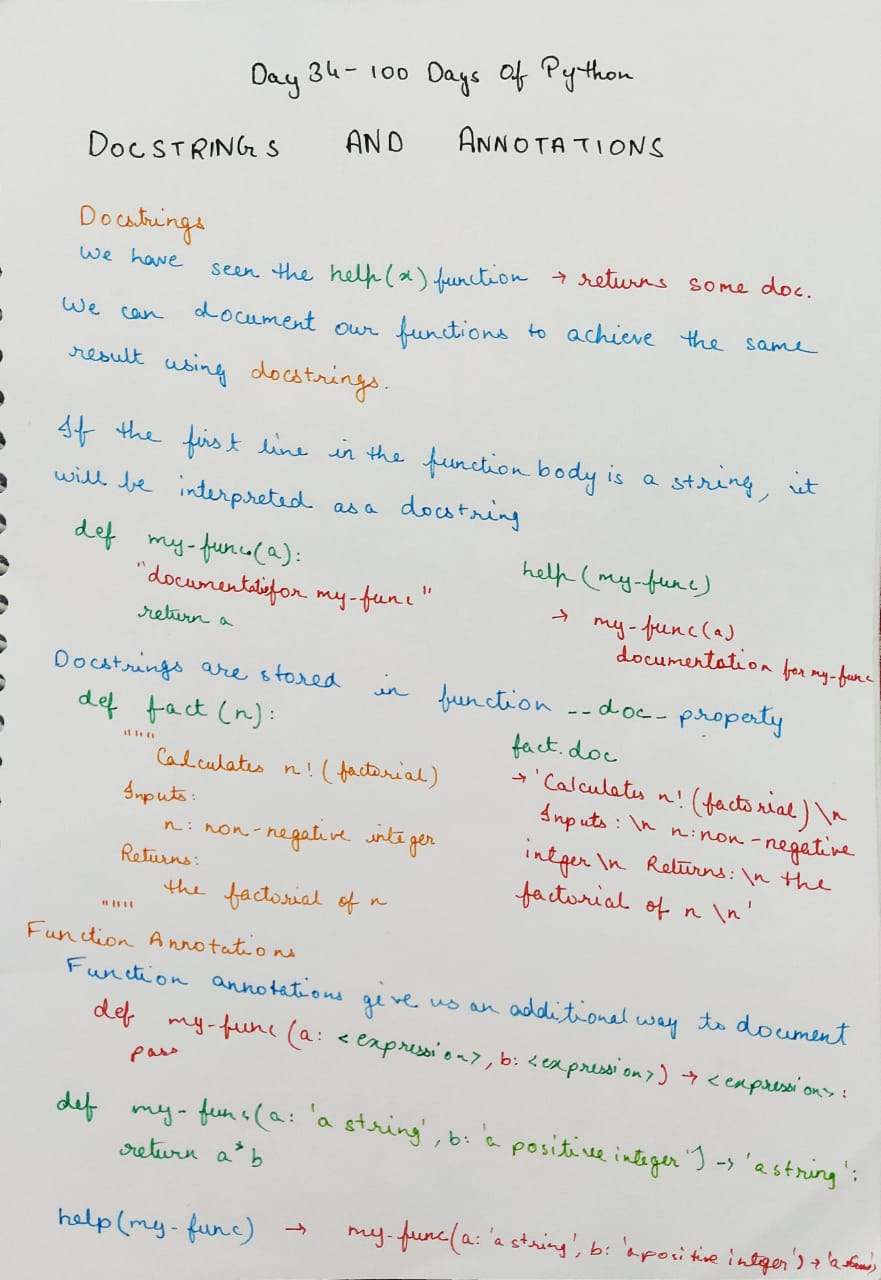 Day 34 - 100 Days Of Python
DOCSTRINGS AND ANNOTATIONS
Docstrings
We have seen the help(x) function → returns some doc.
We can document our functions to achieve the same
result using docstrings.
If the first line in the function body is a string, it
will be interpreted as a docstring
def my-func(a):
"documentatiofor my-func"
return a
help (my-func)
→ my-func(a)
documentation for my-func
Docstrings are stored in function __doc_ property
def fact (n):
"""
Calculates n! (factorial)
Inputs:
n: non-negative integer
Returns:
the factorial of n
"""
fact.doc
→ 'Calculates n! (factorial) \n
Inputs: \n n:non-negative
intger \n Returns: \n the
factorial of n \n'
Function Annotations
Function annotations give us an additional way to document
def my-func (a: <expression>, b: <expression>) → <expression>:
pass
def my-func(a: 'a string', b: 'a positive integer') -> 'a string':
return a*b
help(my-func) → my-func(a: 'a string', b: 'a positive integer') → 'a string')